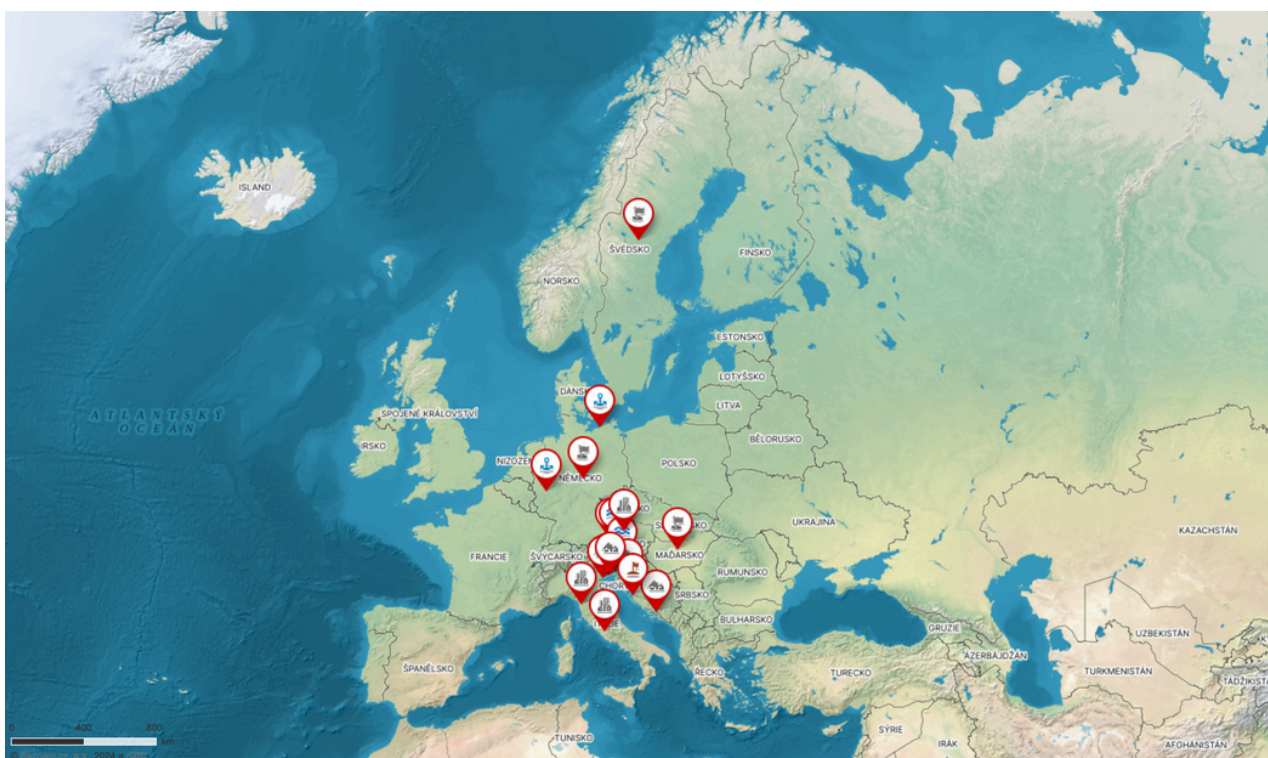 ISLAND
ŠVÉDSKO
FINSKO
NORSKO
ESTONSKO
LOTYŠSKO
LITVA
SPOJENÉ KRÁLOVSTVÍ
ATLANTSKÝ
OCEÁN
IRSKO
BĚLORUSKO
POLSKO
NĚMECKO
UKRAJINA
KAZACHSTÁN
FRANCIE
ŠVÝCARSKO
MAĎARSKO
RUMUNSKO
SRBSKO
BULHARSKO
GRUZIE
UZBEKISTÁN
ÁZERBÁJDŽÁN
ŠPANĚLSKO
ŘECKO
TURECKO
TURKMENISTÁN
SÝRIE
IRÁK
TUNISKO
AFGHÁNISTÁN
0 400 800
km